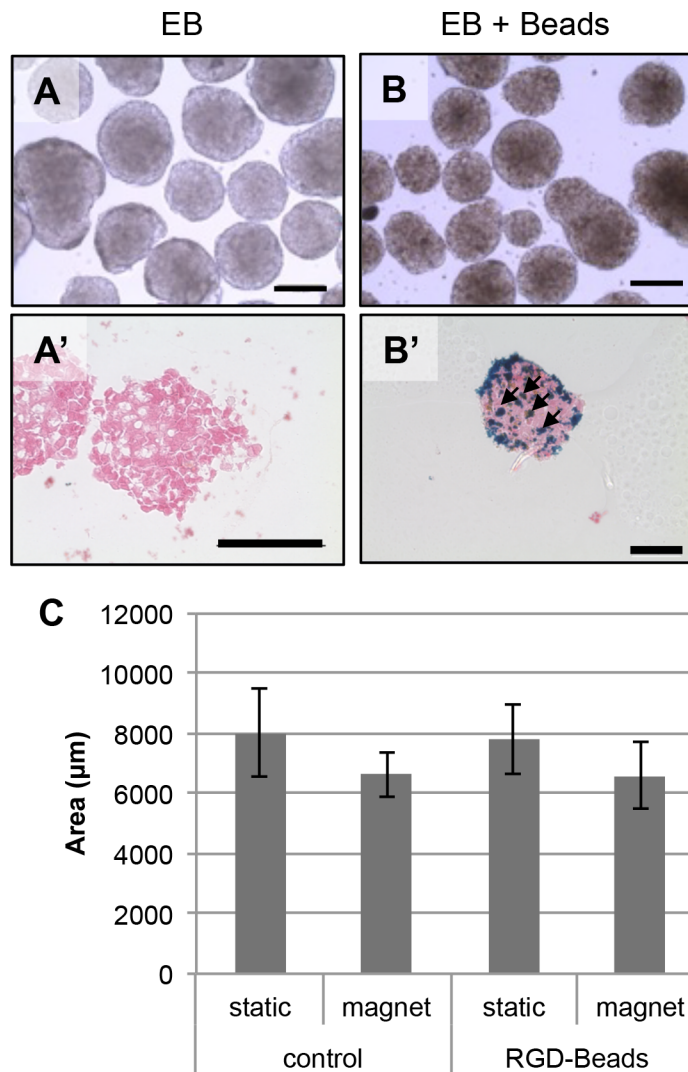 EB
EB + Beads
A
B
A’
B’
C
12000
10000
8000
6000
4000
2000
0
Area (µm)
static
magnet
static
magnet
control
RGD-Beads